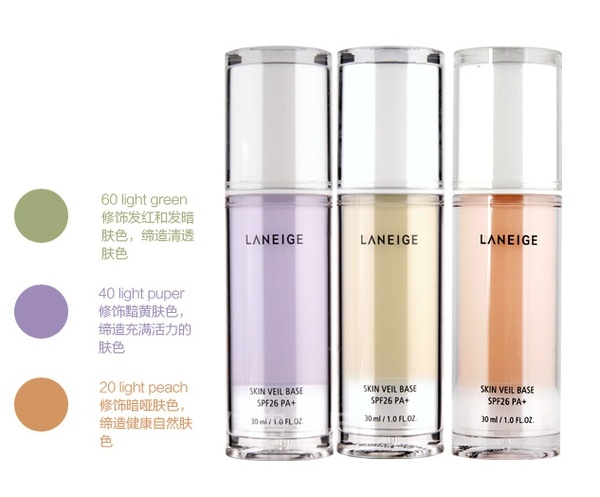 60 light green
修饰发红和发暗
肤色，缔造清透
肤色
40 light puper
修饰黯黄肤色，
缔造充满活力的
肤色
20 light peach
修饰暗哑肤色，
缔造健康自然肤
色
LANEIGE
SKIN VEIL BASE
SPF26 PA+
30 ml / 1.0 FL.OZ.
LANEIGE
SKIN VEIL BASE
SPF26 PA+
30 ml / 1.0 FL.OZ.
LANEIGE
SKIN VEIL BASE
SPF26 PA+
30 ml / 1.0 FL.OZ.